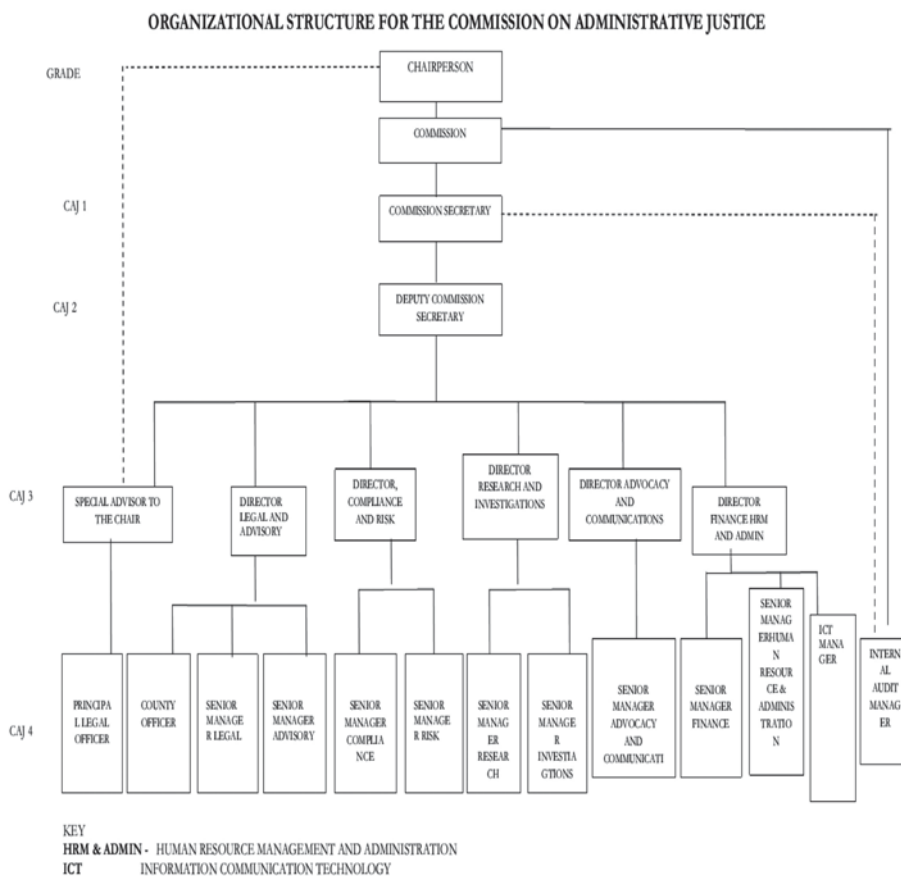 ORGANIZATIONAL STRUCTURE FOR THE COMMISSION ON ADMINISTRATIVE JUSTICE
GRADE
CHAIRPERSON
COMMISSION
CAJ 1
COMMISSION SECRETARY
CAJ 2
DEPUTY COMMISSION
SECRETARY
CAJ 3
SPECIAL ADVISOR TO
THE CHAIR
DIRECTOR
LEGAL AND
ADVISORY
DIRECTOR,
COMPLIANCE
AND RISK
DIRECTOR
RESEARCH AND
INVESTIGATIONS
DIRECTOR ADVOCACY
AND
COMMUNICATIONS
DIRECTOR
FINANCE HRM
AND ADMIN
CAJ 4
PRINCIPA
L LEGAL
OFFICER
COUNTY
OFFICER
SENIOR
MANAGE
R LEGAL
SENIOR
MANAGER
ADVISORY
SENIOR
MANAGER
COMPLIA
NCE
SENIOR
MANAGE
R RISK
SENIOR
MANAG
ER
RESEAR
CH
SENIOR
MANAGE
R
INVESTIA
GTIONS
SENIOR
MANAGER
ADVOCACY
AND
COMMUNICATI
SENIOR
MANAGER
FINANCE
SENIOR
MANAG
ERHUMA
N
RESOUR
CE &
ADMINIS
TRATION
ICT
MANA
GER
INTERN
AL
AUDIT
MANAG
ER
KEY
HRM & ADMIN - HUMAN RESOURCE MANAGEMENT AND ADMINISTRATION
ICT INFORMATION COMMUNICATION TECHNOLOGY